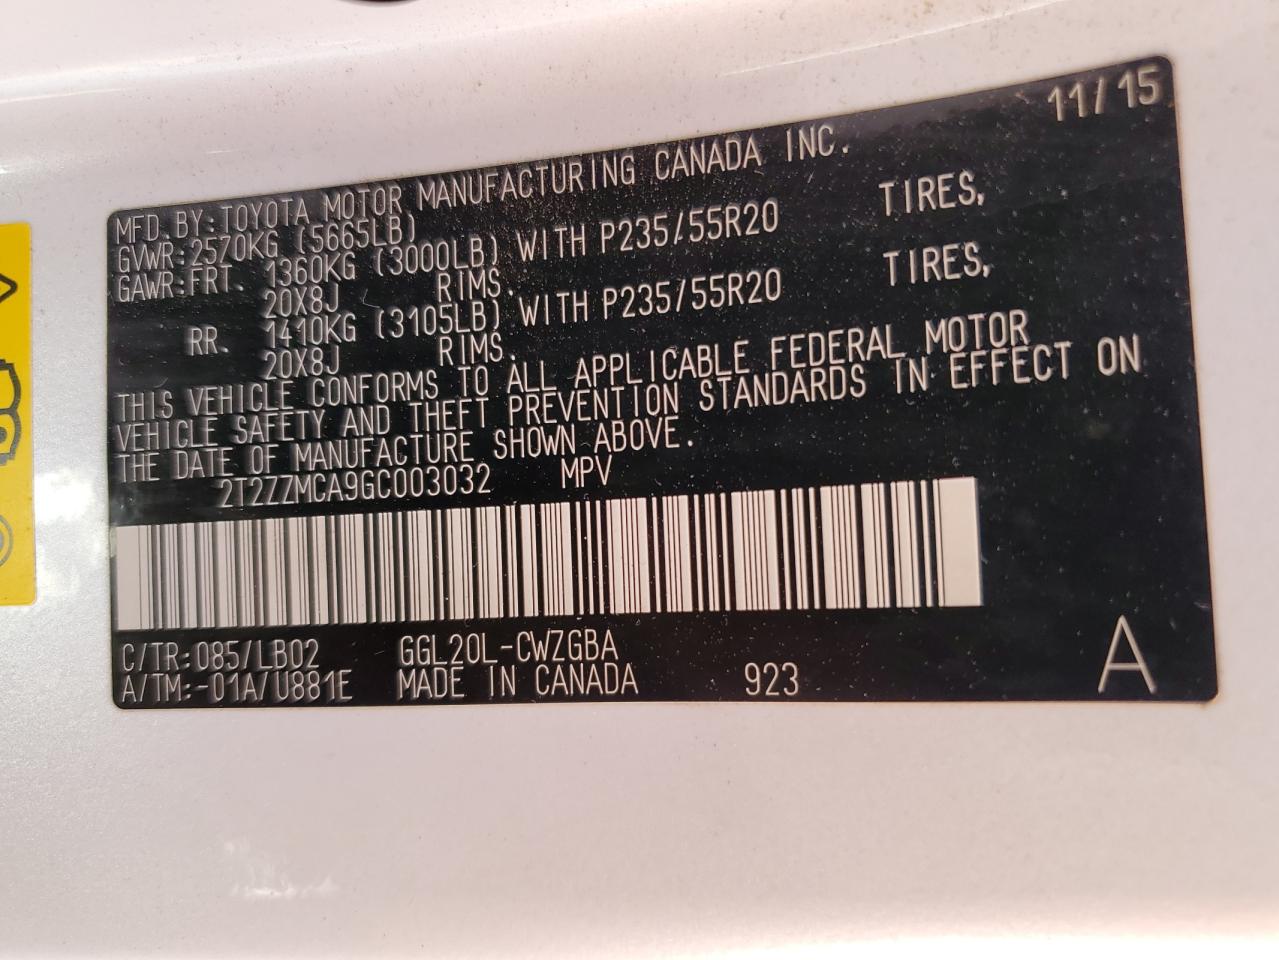 11/15
MFD. BY: TOYOTA MOTOR MANUFACTURING CANADA INC.
GVWR: 2570KG (5665LB)
GAWR: FRT. 1360KG (3000LB) WITH P235/55R20 TIRES,
20X8J RIMS.
RR. 1410KG (3105LB) WITH P235/55R20 TIRES,
20X8J RIMS.
THIS VEHICLE CONFORMS TO ALL APPLICABLE FEDERAL MOTOR
VEHICLE SAFETY AND THEFT PREVENTION STANDARDS IN EFFECT ON
THE DATE OF MANUFACTURE SHOWN ABOVE.
2T2ZZMCA9GC003032 MPV
C/TR: 085/LB02 GGL20L-CWZGBA
A/TM: -01A/U881E MADE IN CANADA 923 A